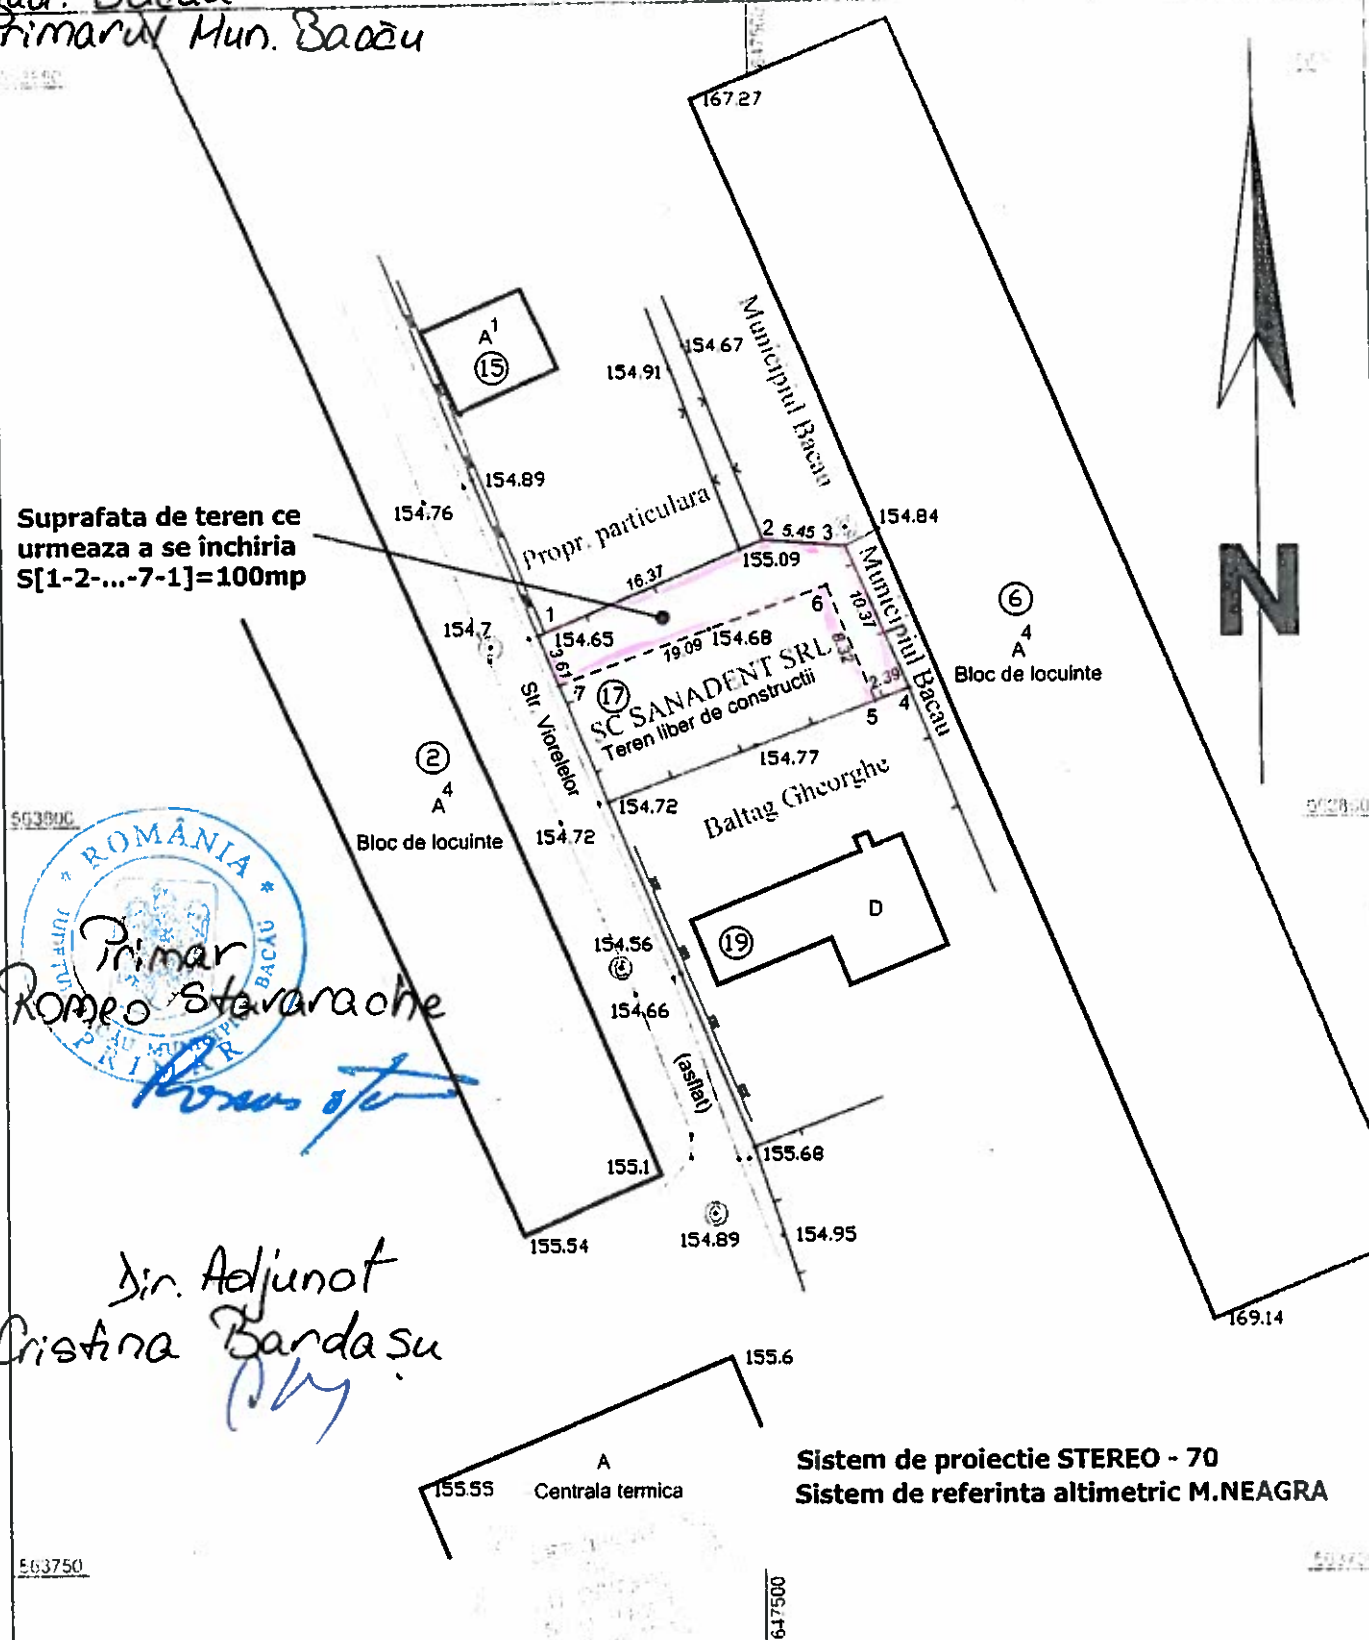 Primarul Mun. Bacău
167.27
A1
15
154.67
154.91
Municipiul Bacau
154.89
154.76
Suprafata de teren ce
urmeaza a se închiria
S[1-2-...-7-1]=100mp
Propr. particulara
2 5.45 3
154.84
155.09
16.37
1
154.65
154.7
3.61
7
6
10.37
8.32
19.09 154.68
2.39
4
5
Municipiul Bacau
N
6
A4
Bloc de locuinte
17
SC SANADENT SRL
Teren liber de constructii
Str. Viorelelor
154.77
154.72
Baltag Gheorghe
2
A4
Bloc de locuinte
154.72
563800
ROMÂNIA
JUDEŢUL BACĂU
PRIMAR
Primar
Romeo Stavarache
D
19
154.56
154.66
(asflat)
155.68
155.1
155.54
154.89
154.95
Dir. Adjunct
Cristina Bardașu
169.14
155.6
A
Centrala termica
155.55
Sistem de proiectie STEREO - 70
Sistem de referinta altimetric M.NEAGRA
563750
647500